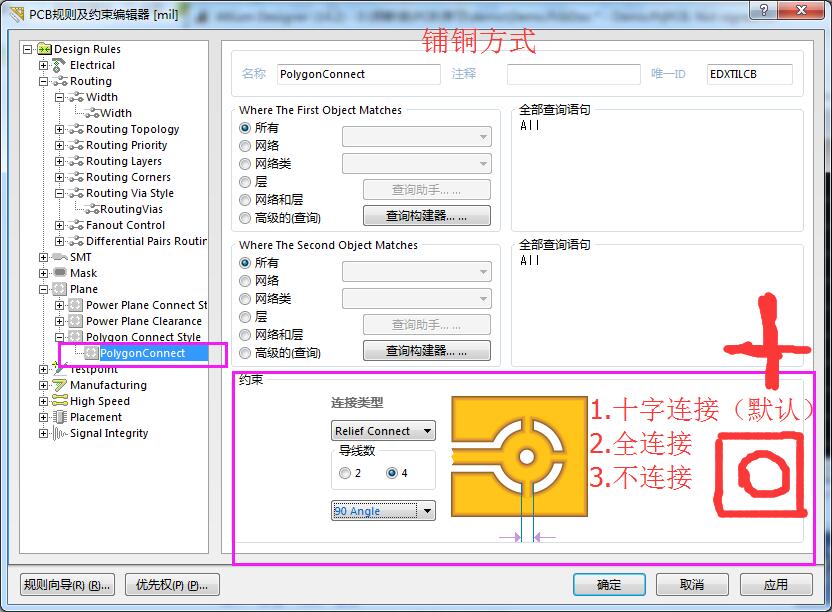 PCB规则及约束编辑器 [mil]
铺铜方式
Design Rules
Electrical
Routing
Width
Width
Routing Topology
Routing Priority
Routing Layers
Routing Corners
Routing Via Style
RoutingVias
Fanout Control
Differential Pairs Routin
SMT
Mask
Plane
Power Plane Connect St
Power Plane Clearance
Polygon Connect Style
PolygonConnect
Testpoint
Manufacturing
High Speed
Placement
Signal Integrity
名称 PolygonConnect 注释 唯一ID EDXTILCB
Where The First Object Matches
所有
网络
网络类
层
网络和层
高级的(查询)
查询助手... ...
查询构建器... ...
全部查询语句
All
Where The Second Object Matches
所有
网络
网络类
层
网络和层
高级的(查询)
查询助手... ...
查询构建器... ...
全部查询语句
All
约束
连接类型
Relief Connect
导线数
2 4
90 Angle
1.十字连接（默认）
2.全连接
3.不连接
规则向导(R) (R)... 优先权(P) (P)... 确定 取消 应用